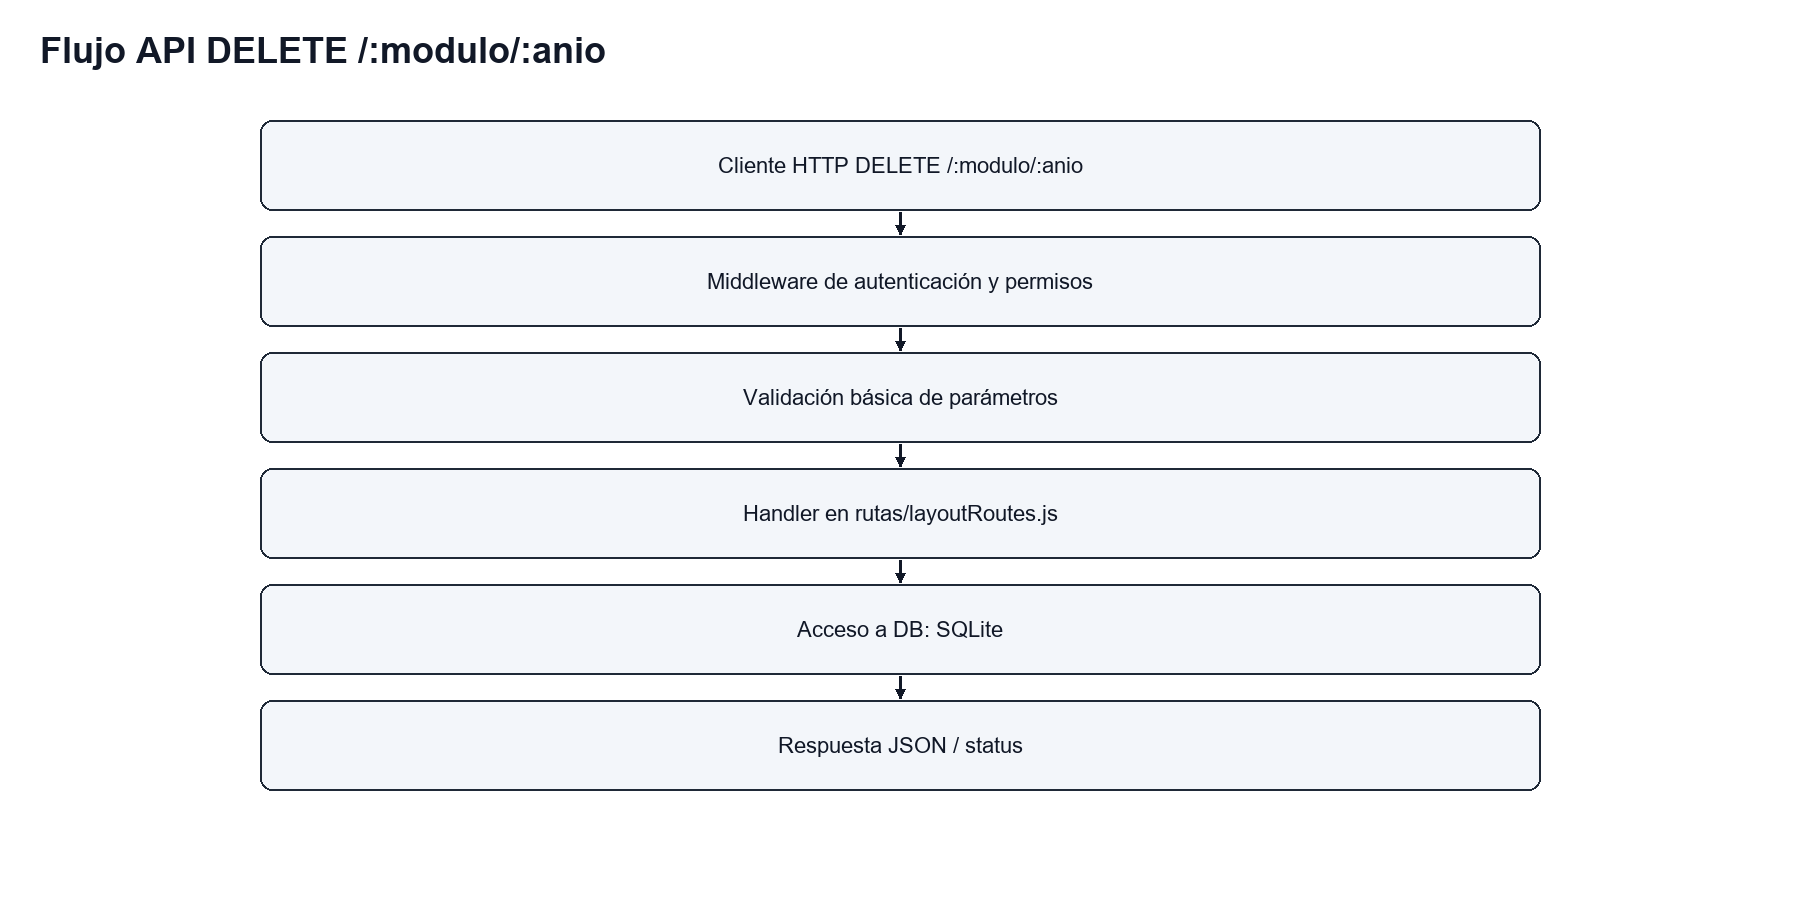 Flujo API DELETE /:modulo/:anio
Cliente HTTP DELETE /:modulo/:anio
Middleware de autenticación y permisos
Validación básica de parámetros
Handler en rutas/layoutRoutes.js
Acceso a DB: SQLite
Respuesta JSON / status